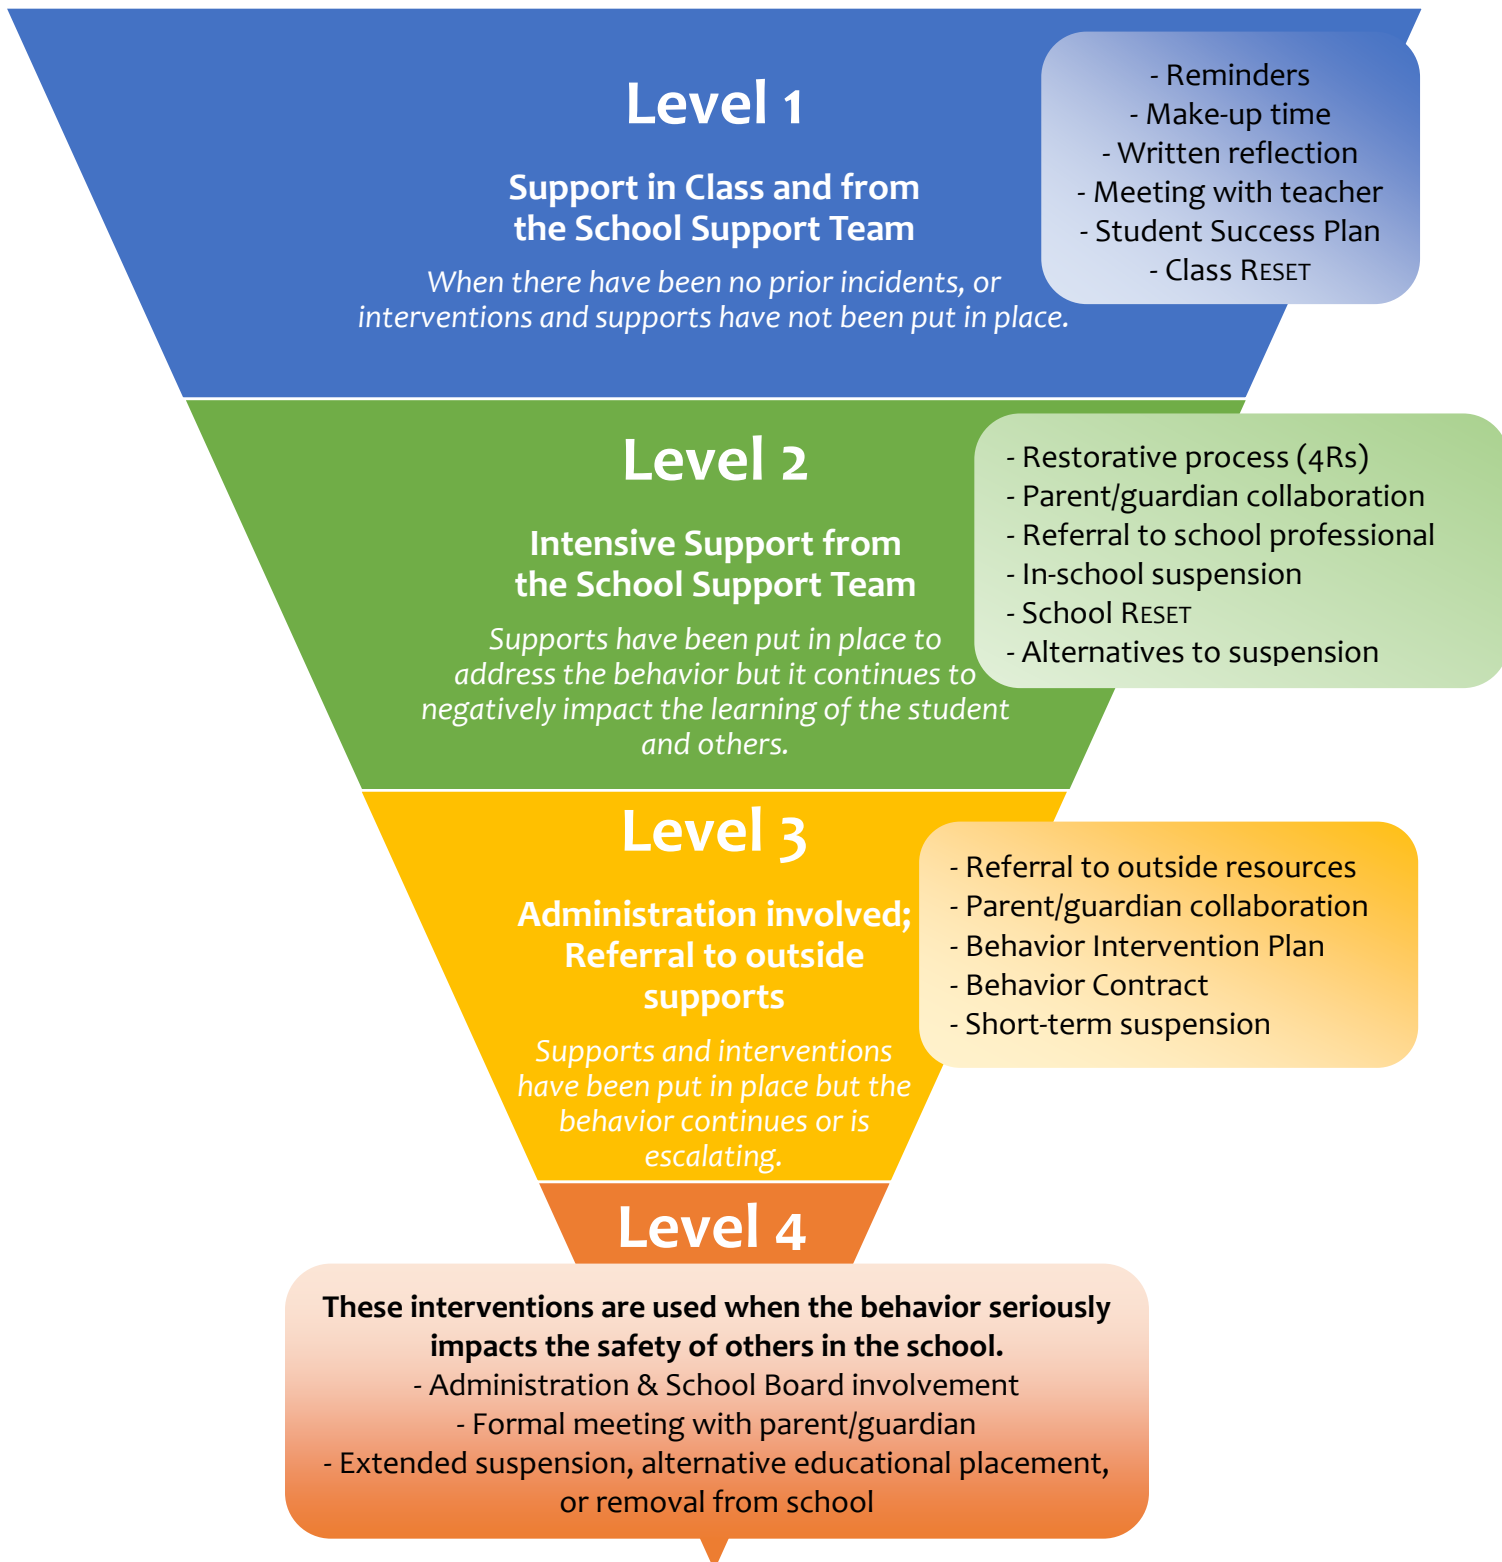 Level 1
Support in Class and from
the School Support Team
When there have been no prior incidents, or
interventions and supports have not been put in place.
- Reminders
- Make-up time
- Written reflection
- Meeting with teacher
- Student Success Plan
- Class RESET
Level 2
Intensive Support from
the School Support Team
Supports have been put in place to
address the behavior but it continues to
negatively impact the learning of the student
and others.
- Restorative process (4Rs)
- Parent/guardian collaboration
- Referral to school professional
- In-school suspension
- School RESET
- Alternatives to suspension
Level 3
Administration involved;
Referral to outside
supports
Supports and interventions
have been put in place but the
behavior continues or is
escalating.
- Referral to outside resources
- Parent/guardian collaboration
- Behavior Intervention Plan
- Behavior Contract
- Short-term suspension
Level 4
These interventions are used when the behavior seriously
impacts the safety of others in the school.
- Administration & School Board involvement
- Formal meeting with parent/guardian
- Extended suspension, alternative educational placement,
or removal from school